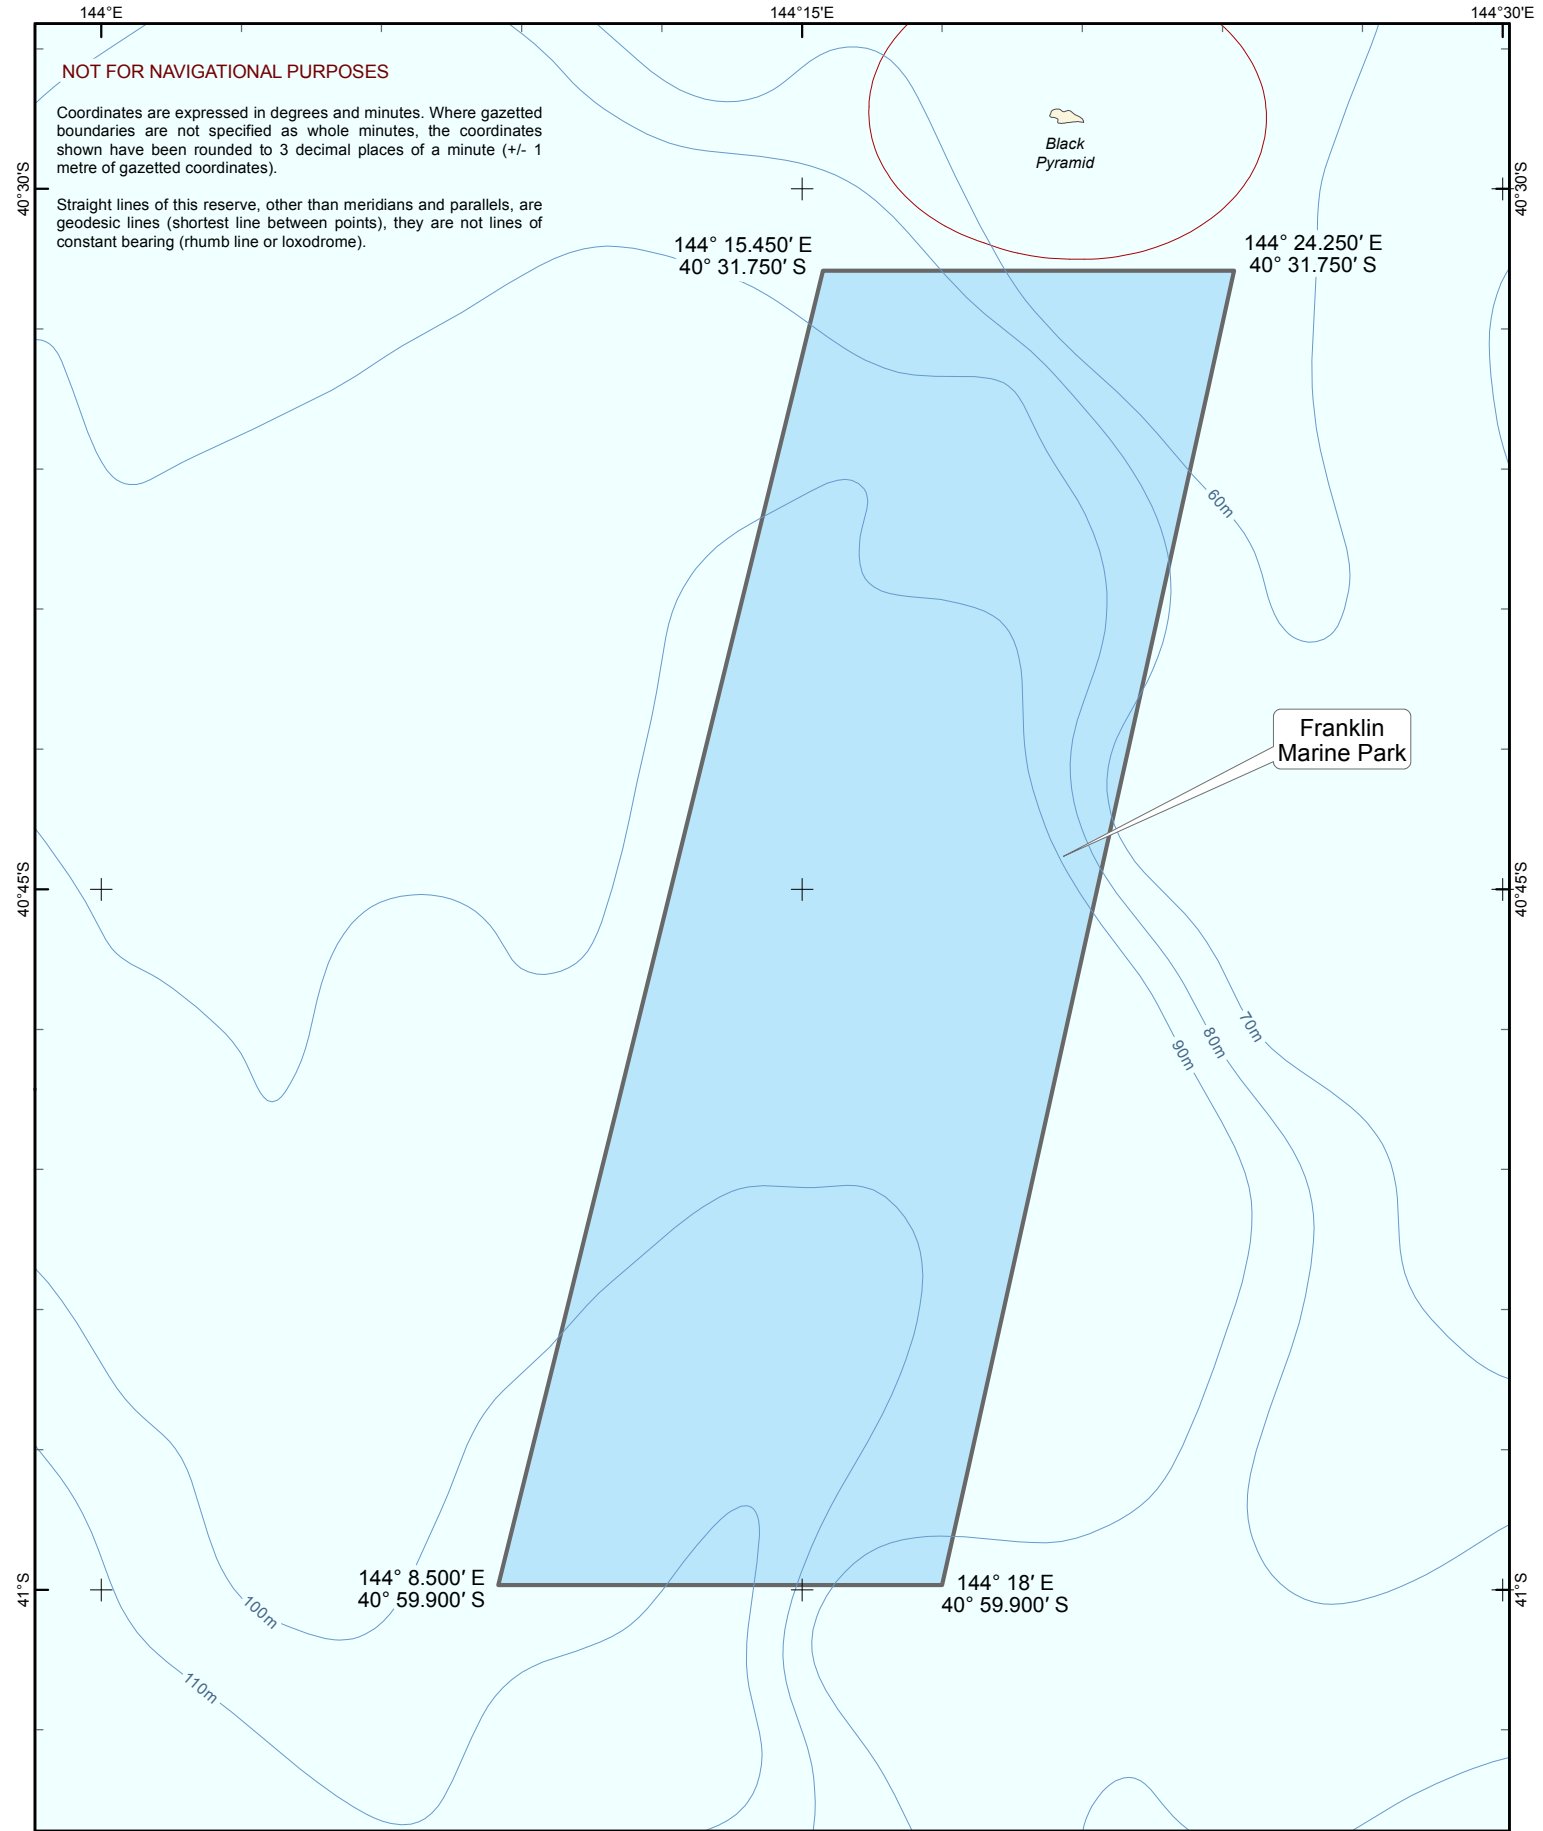 144°E
144°15'E
144°30'E
NOT FOR NAVIGATIONAL PURPOSES
Coordinates are expressed in degrees and minutes. Where gazetted
boundaries are not specified as whole minutes, the coordinates
shown have been rounded to 3 decimal places of a minute (+/- 1
metre of gazetted coordinates).
Straight lines of this reserve, other than meridians and parallels, are
geodesic lines (shortest line between points), they are not lines of
constant bearing (rhumb line or loxodrome).
Black
Pyramid
40°30'S
40°30'S
144° 15.450′ E
40° 31.750′ S
144° 24.250′ E
40° 31.750′ S
60m
Franklin
Marine Park
40°45'S
40°45'S
70m
80m
90m
144° 8.500′ E
40° 59.900′ S
144° 18′ E
40° 59.900′ S
41°S
41°S
100m
110m